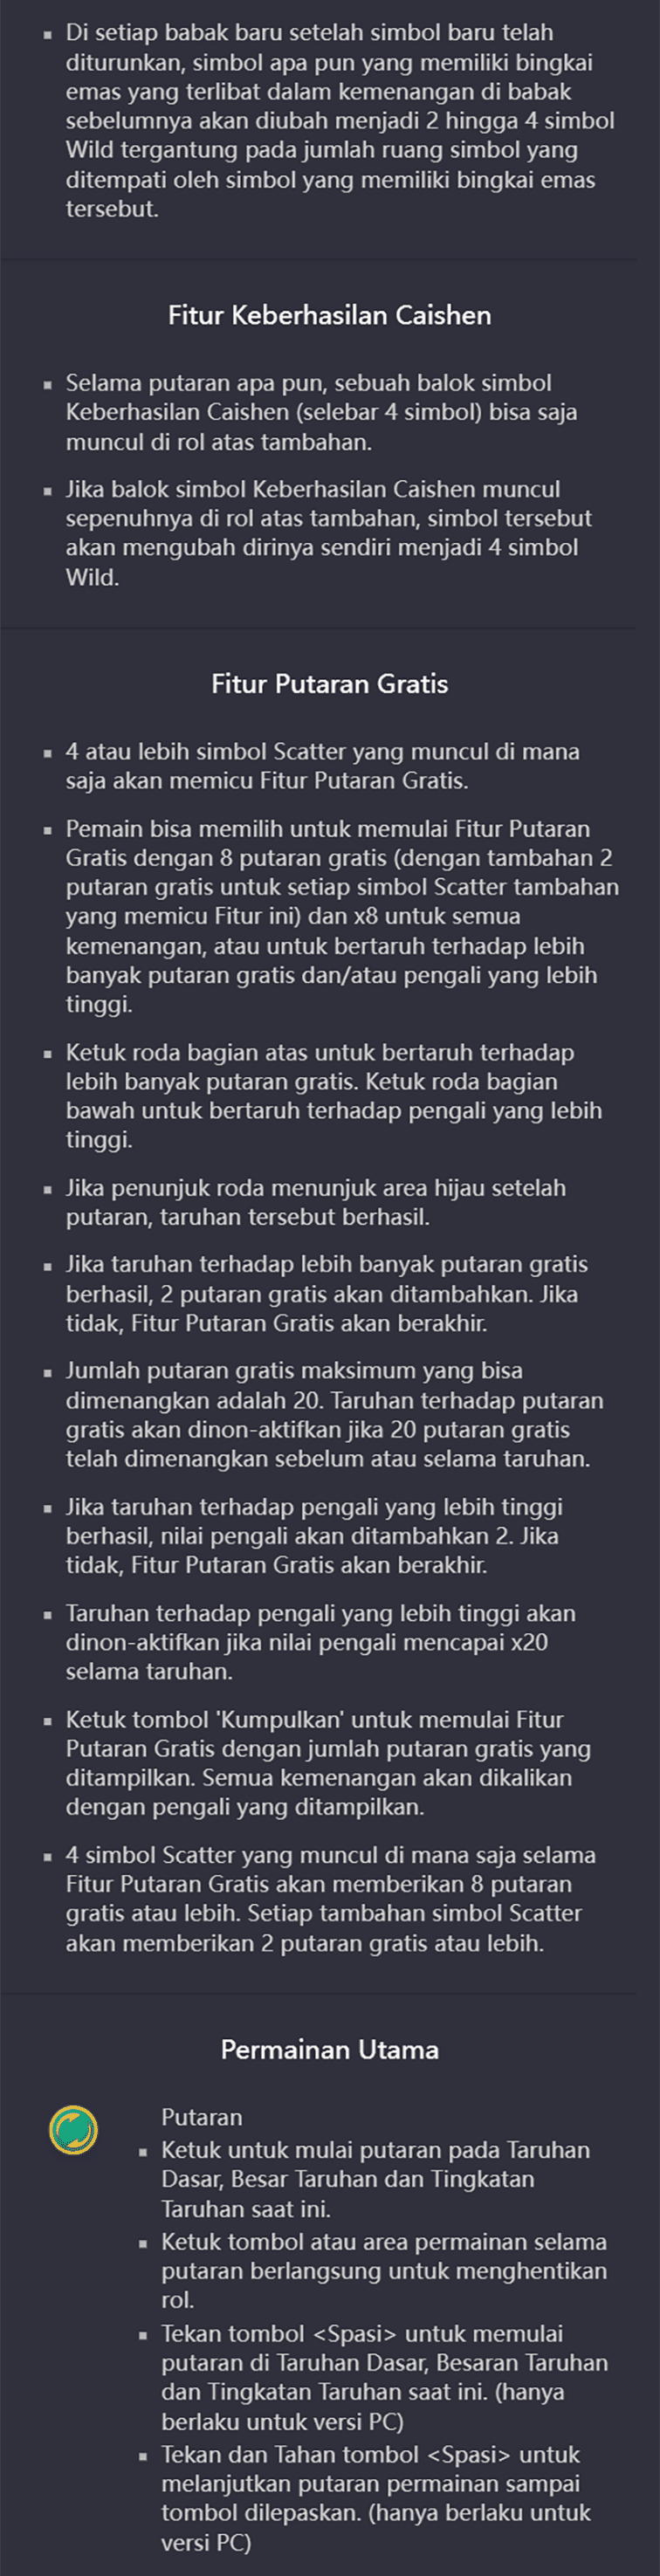 Di setiap babak baru setelah simbol baru telah
diturunkan, simbol apa pun yang memiliki bingkai
emas yang terlibat dalam kemenangan di babak
sebelumnya akan diubah menjadi 2 hingga 4 simbol
Wild tergantung pada jumlah ruang simbol yang
ditempati oleh simbol yang memiliki bingkai emas
tersebut.
Fitur Keberhasilan Caishen
Selama putaran apa pun, sebuah balok simbol
Keberhasilan Caishen (selebar 4 simbol) bisa saja
muncul di rol atas tambahan.
Jika balok simbol Keberhasilan Caishen muncul
sepenuhnya di rol atas tambahan, simbol tersebut
akan mengubah dirinya sendiri menjadi 4 simbol
Wild.
Fitur Putaran Gratis
4 atau lebih simbol Scatter yang muncul di mana
saja akan memicu Fitur Putaran Gratis.
Pemain bisa memilih untuk memulai Fitur Putaran
Gratis dengan 8 putaran gratis (dengan tambahan 2
putaran gratis untuk setiap simbol Scatter tambahan
yang memicu Fitur ini) dan x8 untuk semua
kemenangan, atau untuk bertaruh terhadap lebih
banyak putaran gratis dan/atau pengali yang lebih
tinggi.
Ketuk roda bagian atas untuk bertaruh terhadap
lebih banyak putaran gratis. Ketuk roda bagian
bawah untuk bertaruh terhadap pengali yang lebih
tinggi.
Jika penunjuk roda menunjuk area hijau setelah
putaran, taruhan tersebut berhasil.
Jika taruhan terhadap lebih banyak putaran gratis
berhasil, 2 putaran gratis akan ditambahkan. Jika
tidak, Fitur Putaran Gratis akan berakhir.
Jumlah putaran gratis maksimum yang bisa
dimenangkan adalah 20. Taruhan terhadap putaran
gratis akan dinon-aktifkan jika 20 putaran gratis
telah dimenangkan sebelum atau selama taruhan.
Jika taruhan terhadap pengali yang lebih tinggi
berhasil, nilai pengali akan ditambahkan 2. Jika
tidak, Fitur Putaran Gratis akan berakhir.
Taruhan terhadap pengali yang lebih tinggi akan
dinon-aktifkan jika nilai pengali mencapai x20
selama taruhan.
Ketuk tombol 'Kumpulkan' untuk memulai Fitur
Putaran Gratis dengan jumlah putaran gratis yang
ditampilkan. Semua kemenangan akan dikalikan
dengan pengali yang ditampilkan.
4 simbol Scatter yang muncul di mana saja selama
Fitur Putaran Gratis akan memberikan 8 putaran
gratis atau lebih. Setiap tambahan simbol Scatter
akan memberikan 2 putaran gratis atau lebih.
Permainan Utama
Putaran
Ketuk untuk mulai putaran pada Taruhan
Dasar, Besar Taruhan dan Tingkatan
Taruhan saat ini.
Ketuk tombol atau area permainan selama
putaran berlangsung untuk menghentikan
rol.
Tekan tombol <Spasi> untuk memulai
putaran di Taruhan Dasar, Besaran Taruhan
dan Tingkatan Taruhan saat ini. (hanya
berlaku untuk versi PC)
Tekan dan Tahan tombol <Spasi> untuk
melanjutkan putaran permainan sampai
tombol dilepaskan. (hanya berlaku untuk
versi PC)